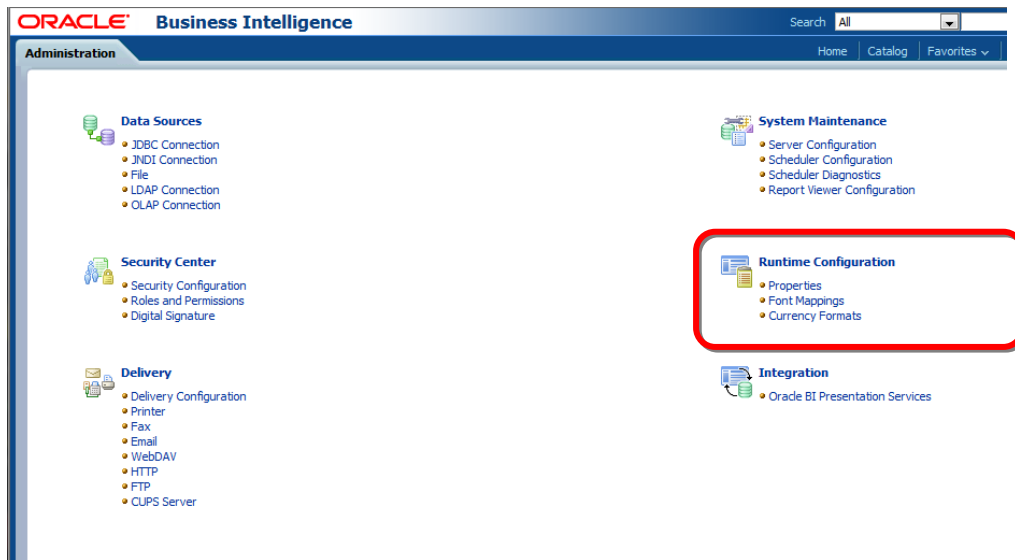 ORACLE Business Intelligence
Search All
Administration
Home Catalog Favorites
Data Sources
JDBC Connection
JNDI Connection
File
LDAP Connection
OLAP Connection
System Maintenance
Server Configuration
Scheduler Configuration
Scheduler Diagnostics
Report Viewer Configuration
Security Center
Security Configuration
Roles and Permissions
Digital Signature
Runtime Configuration
Properties
Font Mappings
Currency Formats
Delivery
Delivery Configuration
Printer
Fax
Email
WebDAV
HTTP
FTP
CUPS Server
Integration
Oracle BI Presentation Services